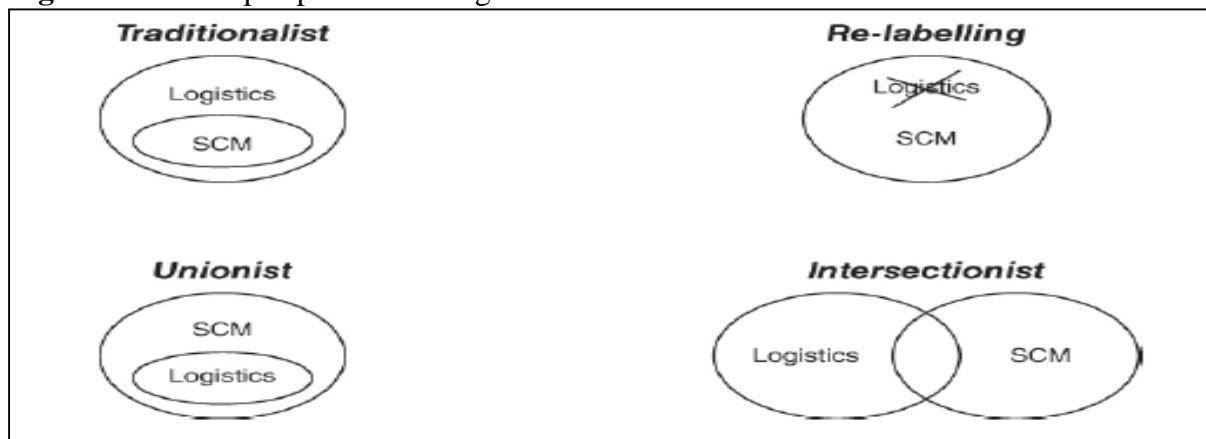 Traditionalist
Logistics
SCM
Re-labelling
Logistics
SCM
Unionist
SCM
Logistics
Intersectionist
Logistics
SCM